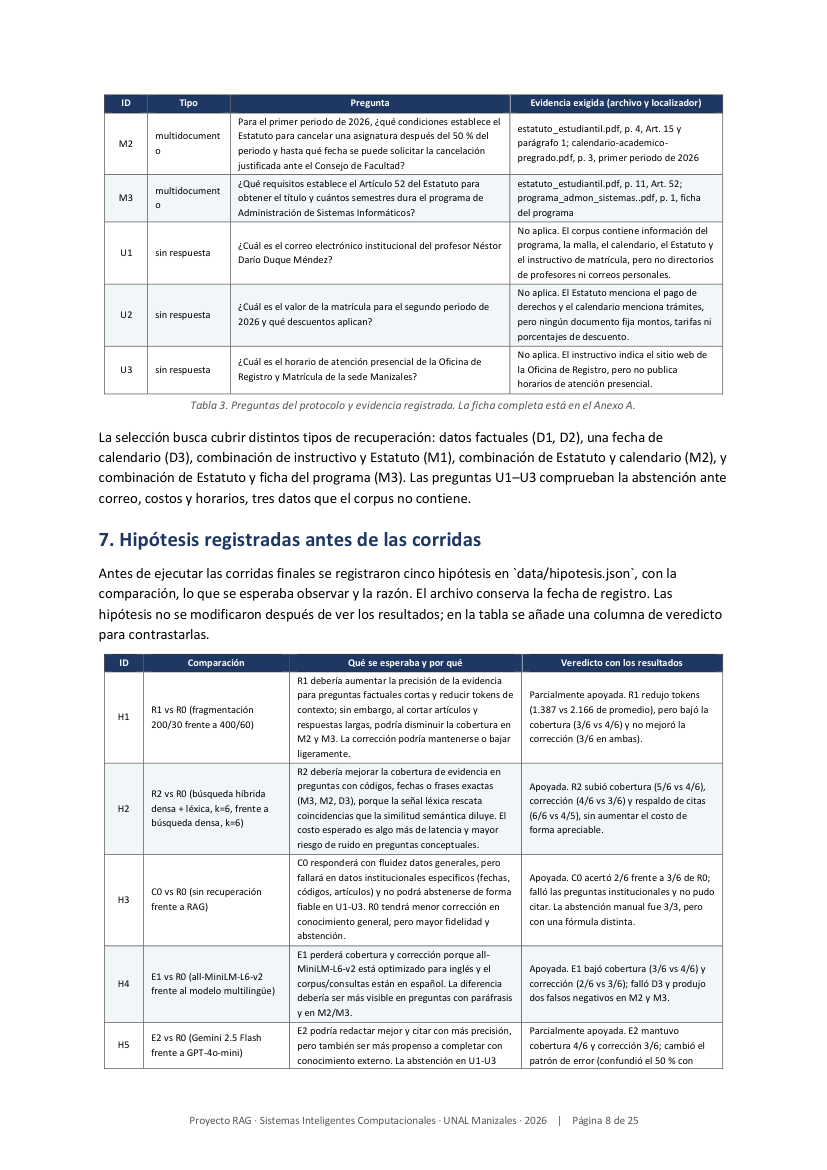 ID Tipo Pregunta Evidencia exigida (archivo y localizador)
M2
multidocument
o
Para el primer periodo de 2026, ¿qué condiciones establece el
Estatuto para cancelar una asignatura después del 50 % del
periodo y hasta qué fecha se puede solicitar la cancelación
justificada ante el Consejo de Facultad?
estatuto_estudiantil.pdf, p. 4, Art. 15 y
parágrafo 1; calendario-academico-
pregrado.pdf, p. 3, primer periodo de 2026
M3
multidocument
o
¿Qué requisitos establece el Artículo 52 del Estatuto para
obtener el título y cuántos semestres dura el programa de
Administración de Sistemas Informáticos?
estatuto_estudiantil.pdf, p. 11, Art. 52;
programa_admon_sistemas..pdf, p. 1, ficha
del programa
U1
sin respuesta
¿Cuál es el correo electrónico institucional del profesor Néstor
Darío Duque Méndez?
No aplica. El corpus contiene información del
programa, la malla, el calendario, el Estatuto y
el instructivo de matrícula, pero no directorios
de profesores ni correos personales.
U2
sin respuesta
¿Cuál es el valor de la matrícula para el segundo periodo de
2026 y qué descuentos aplican?
No aplica. El Estatuto menciona el pago de
derechos y el calendario menciona trámites,
pero ningún documento fija montos, tarifas ni
porcentajes de descuento.
U3
sin respuesta
¿Cuál es el horario de atención presencial de la Oficina de
Registro y Matrícula de la sede Manizales?
No aplica. El instructivo indica el sitio web de
la Oficina de Registro, pero no publica
horarios de atención presencial.
Tabla 3. Preguntas del protocolo y evidencia registrada. La ficha completa está en el Anexo A.
La selección busca cubrir distintos tipos de recuperación: datos factuales (D1, D2), una fecha de
calendario (D3), combinación de instructivo y Estatuto (M1), combinación de Estatuto y calendario (M2), y
combinación de Estatuto y ficha del programa (M3). Las preguntas U1–U3 comprueban la abstención ante
correo, costos y horarios, tres datos que el corpus no contiene.
7. Hipótesis registradas antes de las corridas
Antes de ejecutar las corridas finales se registraron cinco hipótesis en `data/hipotesis.json`, con la
comparación, lo que se esperaba observar y la razón. El archivo conserva la fecha de registro. Las
hipótesis no se modificaron después de ver los resultados; en la tabla se añade una columna de veredicto
para contrastarlas.
ID Comparación Qué se esperaba y por qué Veredicto con los resultados
H1
R1 vs R0 (fragmentación
200/30 frente a 400/60)
R1 debería aumentar la precisión de la evidencia
para preguntas factuales cortas y reducir tokens de
contexto; sin embargo, al cortar artículos y
respuestas largas, podría disminuir la cobertura en
M2 y M3. La corrección podría mantenerse o bajar
ligeramente.
Parcialmente apoyada. R1 redujo tokens
(1.387 vs 2.166 de promedio), pero bajó la
cobertura (3/6 vs 4/6) y no mejoró la
corrección (3/6 en ambas).
H2
R2 vs R0 (búsqueda híbrida
densa + léxica, k=6, frente a
búsqueda densa, k=6)
R2 debería mejorar la cobertura de evidencia en
preguntas con códigos, fechas o frases exactas
(M3, M2, D3), porque la señal léxica rescata
coincidencias que la similitud semántica diluye. El
costo esperado es algo más de latencia y mayor
riesgo de ruido en preguntas conceptuales.
Apoyada. R2 subió cobertura (5/6 vs 4/6),
corrección (4/6 vs 3/6) y respaldo de citas
(6/6 vs 4/5), sin aumentar el costo de
forma apreciable.
H3
C0 vs R0 (sin recuperación
frente a RAG)
C0 responderá con fluidez datos generales, pero
fallará en datos institucionales específicos (fechas,
códigos, artículos) y no podrá abstenerse de forma
fiable en U1-U3. R0 tendrá menor corrección en
conocimiento general, pero mayor fidelidad y
abstención.
Apoyada. C0 acertó 2/6 frente a 3/6 de R0;
falló las preguntas institucionales y no pudo
citar. La abstención manual fue 3/3, pero
con una fórmula distinta.
H4
E1 vs R0 (all-MiniLM-L6-v2
frente al modelo multilingüe)
E1 perderá cobertura y corrección porque all-
MiniLM-L6-v2 está optimizado para inglés y el
corpus/consultas están en español. La diferencia
debería ser más visible en preguntas con paráfrasis
y en M2/M3.
Apoyada. E1 bajó cobertura (3/6 vs 4/6) y
corrección (2/6 vs 3/6); falló D3 y produjo
dos falsos negativos en M2 y M3.
H5
E2 vs R0 (Gemini 2.5 Flash
frente a GPT-4o-mini)
E2 podría redactar mejor y citar con más precisión,
pero también ser más propenso a completar con
conocimiento externo. La abstención en U1-U3
Parcialmente apoyada. E2 mantuvo
cobertura 4/6 y corrección 3/6; cambió el
patrón de error (confundió el 50 % con
Proyecto RAG · Sistemas Inteligentes Computacionales · UNAL Manizales · 2026 | Página 8 de 25